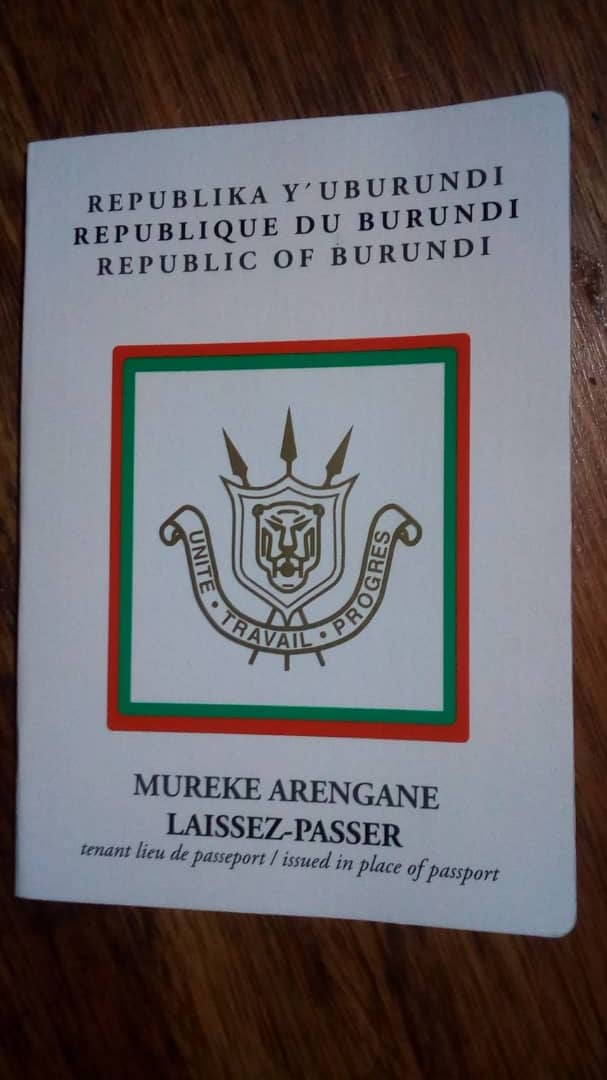 REPUBLIKA Y´UBURUNDI
REPUBLIQUE DU BURUNDI
REPUBLIC OF BURUNDI
UNITE • TRAVAIL • PROGRES
MUREKE ARENGANE
LAISSEZ-PASSER
tenant lieu de passeport / issued in place of passport